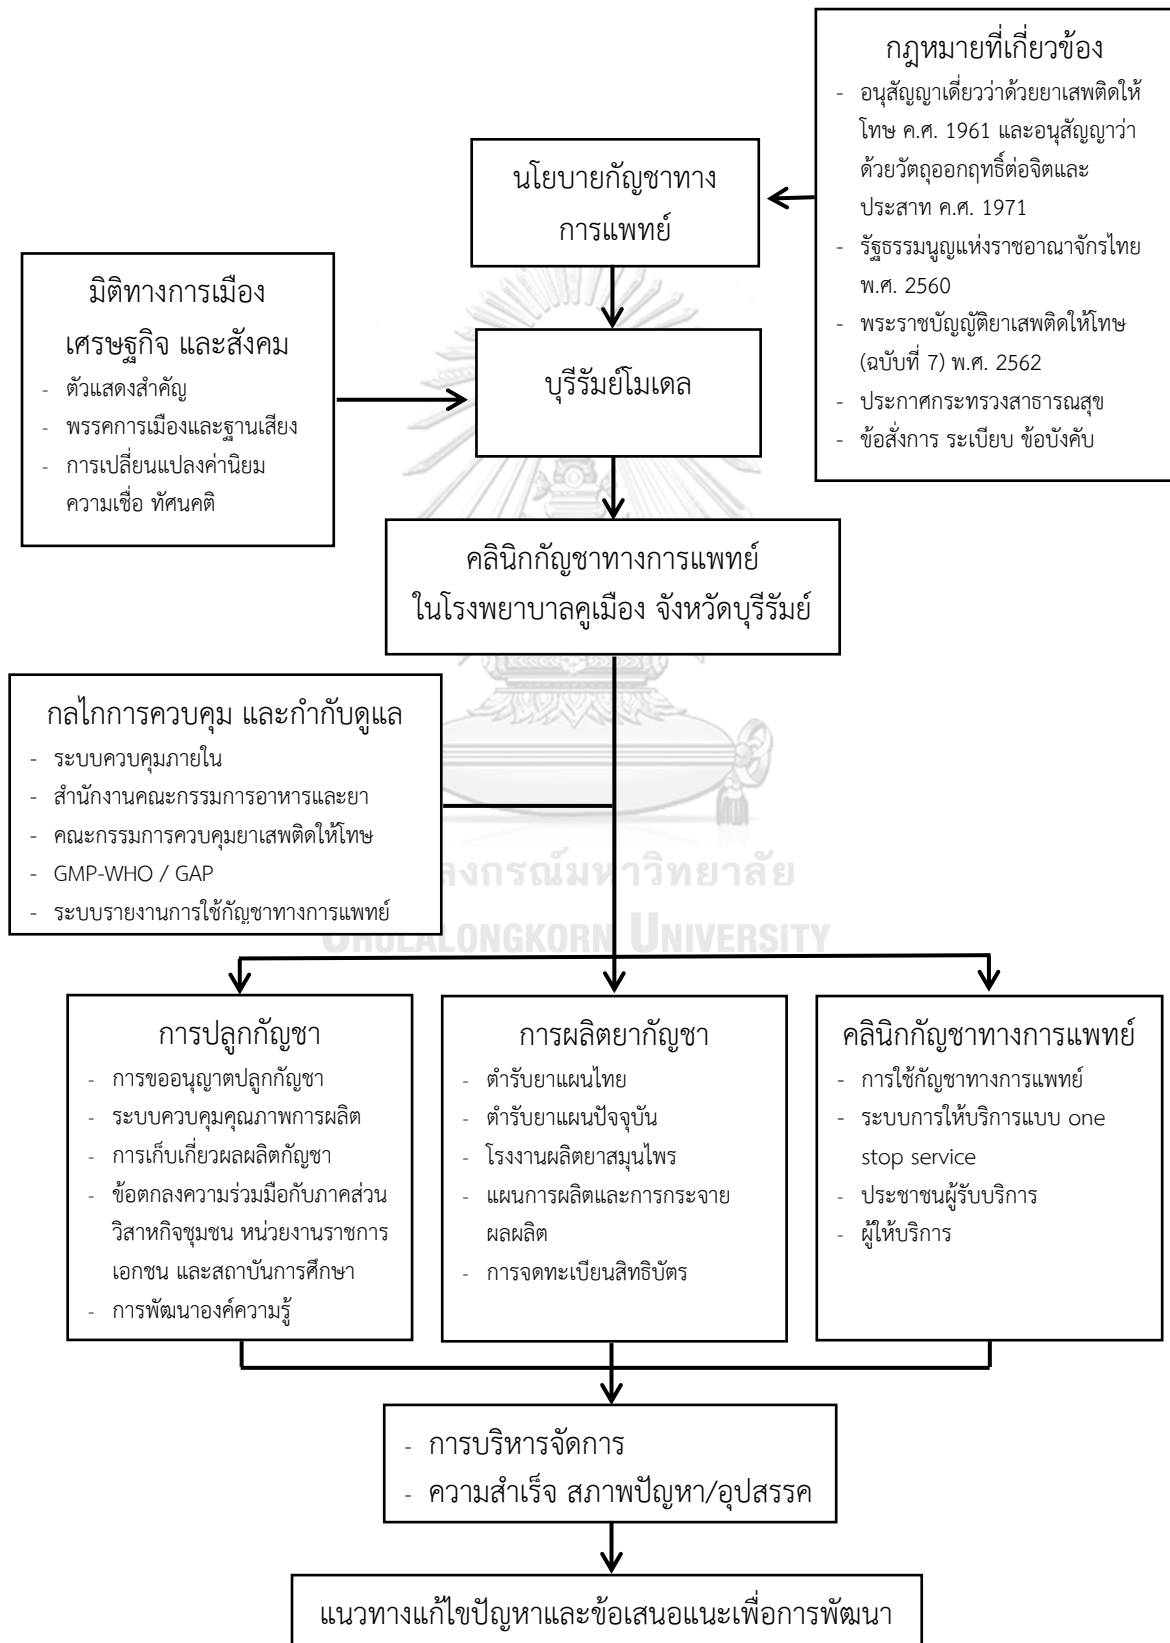 กฎหมายที่เกี่ยวข้อง
- อนุสัญญาเดี่ยวว่าด้วยยาเสพติดให้
โทษ ค.ศ. 1961 และอนุสัญญาว่า
ด้วยวัตถุออกฤทธิ์ต่อจิตและ
ประสาท ค.ศ. 1971
- รัฐธรรมนูญแห่งราชอาณาจักรไทย
พ.ศ. 2560
- พระราชบัญญัติยาเสพติดให้โทษ
(ฉบับที่ 7) พ.ศ. 2562
- ประกาศกระทรวงสาธารณสุข
- ข้อสั่งการ ระเบียบ ข้อบังคับ
นโยบายกัญชาทาง
การแพทย์
มิติทางการเมือง
เศรษฐกิจ และสังคม
- ตัวแสดงสำคัญ
- พรรคการเมืองและฐานเสียง
- การเปลี่ยนแปลงค่านิยม
ความเชื่อ ทัศนคติ
บุรีรัมย์โมเดล
คลินิกกัญชาทางการแพทย์
ในโรงพยาบาลคูเมือง จังหวัดบุรีรัมย์
กลไกการควบคุม และกำกับดูแล
- ระบบควบคุมภายใน
- สำนักงานคณะกรรมการอาหารและยา
- คณะกรรมการควบคุมยาเสพติดให้โทษ
- GMP-WHO / GAP
- ระบบรายงานการใช้กัญชาทางการแพทย์
ลงกรณ์มหาวิทยาลัย
CHULALONGKORN UNIVERSITY
การปลูกกัญชา
- การขออนุญาตปลูกกัญชา
- ระบบควบคุมคุณภาพการผลิต
- การเก็บเกี่ยวผลผลิตกัญชา
- ข้อตกลงความร่วมมือกับภาคส่วน
วิสาหกิจชุมชน หน่วยงานราชการ
เอกชน และสถาบันการศึกษา
- การพัฒนาองค์ความรู้
การผลิตยากัญชา
- ตำรับยาแผนไทย
- ตำรับยาแผนปัจจุบัน
- โรงงานผลิตยาสมุนไพร
- แผนการผลิตและการกระจาย
ผลผลิต
- การจดทะเบียนสิทธิบัตร
คลินิกกัญชาทางการแพทย์
- การใช้กัญชาทางการแพทย์
- ระบบการให้บริการแบบ one
stop service
- ประชาชนผู้รับบริการ
- ผู้ให้บริการ
- การบริหารจัดการ
- ความสำเร็จ สภาพปัญหา/อุปสรรค
แนวทางแก้ไขปัญหาและข้อเสนอแนะเพื่อการพัฒนา